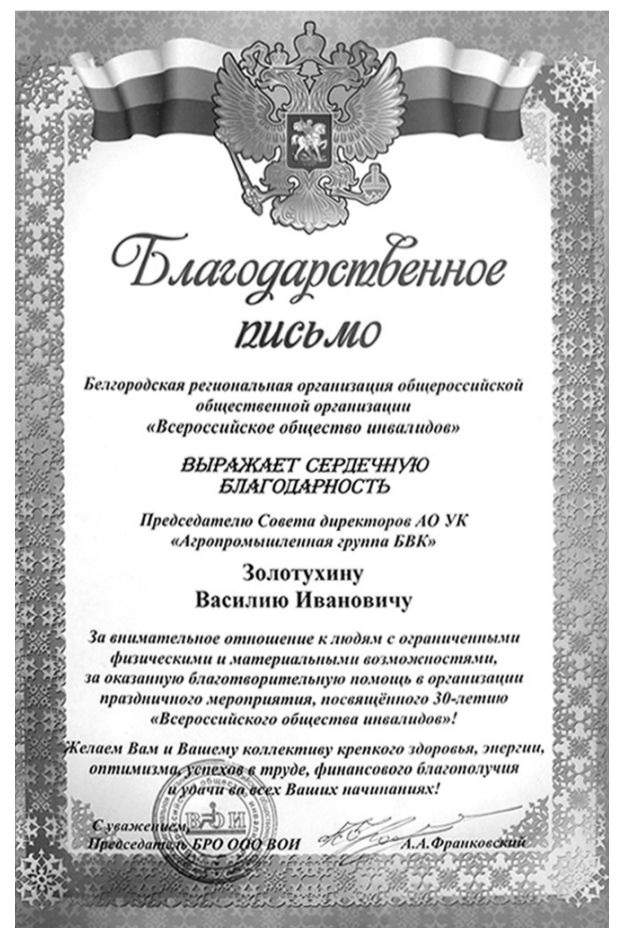 Благодарственное
письмо
Белгородская региональная организация общероссийской
общественной организации
«Всероссийское общество инвалидов»
ВЫРАЖАЕТ СЕРДЕЧНУЮ
БЛАГОДАРНОСТЬ
Председателю Совета директоров АО УК
«Агропромышленная группа БВК»
Золотухину
Василию Ивановичу
За внимательное отношение к людям с ограниченными
физическими и материальными возможностями,
за оказанную благотворительную помощь в организации
праздничного мероприятия, посвящённого 30-летию
«Всероссийского общества инвалидов»!
Желаем Вам и Вашему коллективу крепкого здоровья, энергии,
оптимизма, успехов в труде, финансового благополучия
и удачи во всех Ваших начинаниях!
С уважением,
Председатель БРО ООО ВОИ А.А.Франковский
ВОИ